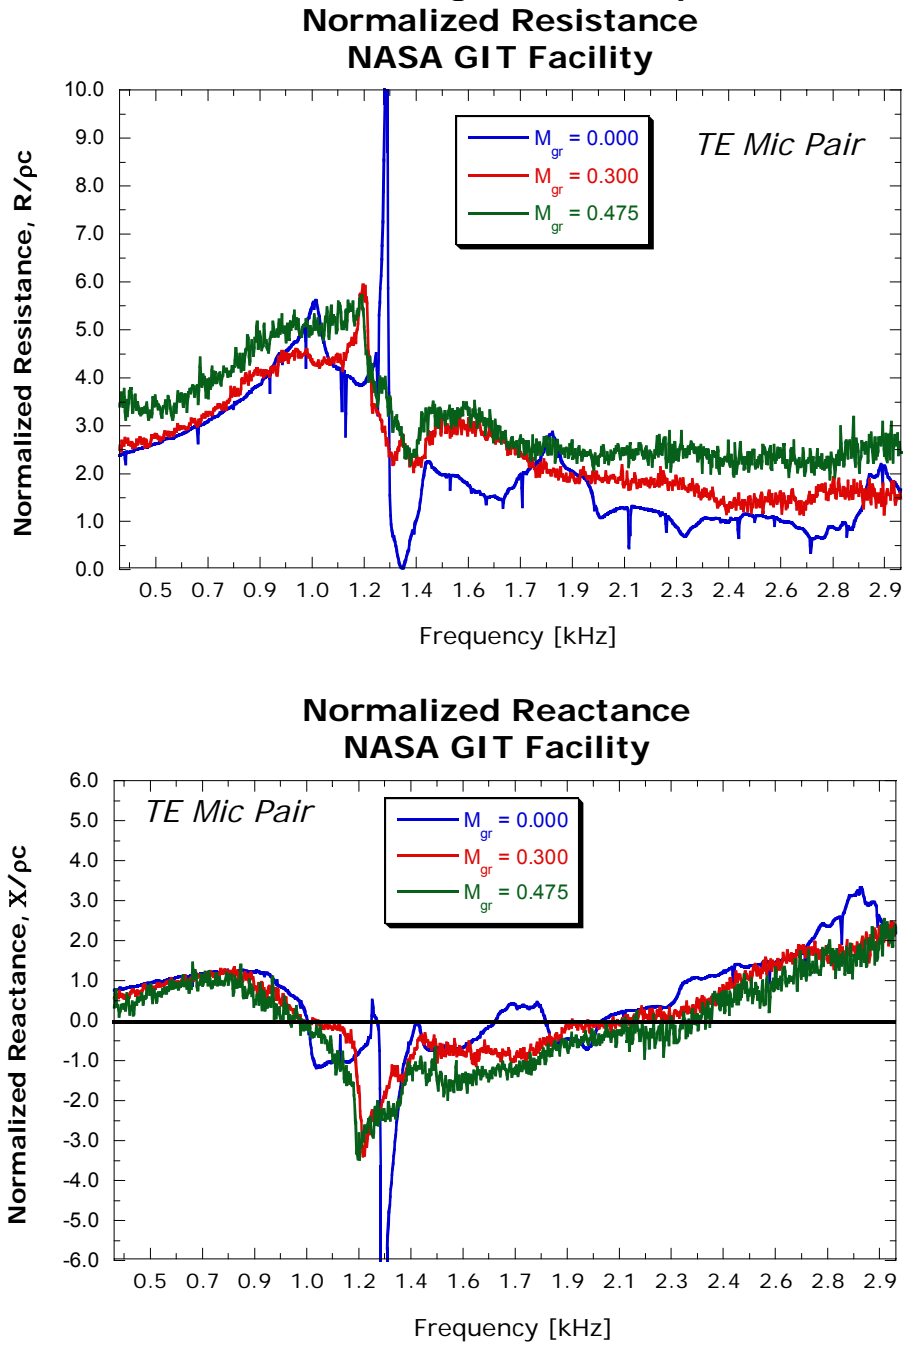 Normalized Resistance
NASA GIT Facility
10.0
9.0
8.0
7.0
6.0
5.0
4.0
3.0
2.0
1.0
0.0
Normalized Resistance, R/ρc
Mgr = 0.000
Mgr = 0.300
Mgr = 0.475
TE Mic Pair
0.5 0.7 0.9 1.0 1.2 1.4 1.6 1.7 1.9 2.1 2.3 2.4 2.6 2.8 2.9
Frequency [kHz]
Normalized Reactance
NASA GIT Facility
6.0
5.0
4.0
3.0
2.0
1.0
0.0
-1.0
-2.0
-3.0
-4.0
-5.0
-6.0
Normalized Reactance, X/ρc
TE Mic Pair
Mgr = 0.000
Mgr = 0.300
Mgr = 0.475
0.5 0.7 0.9 1.0 1.2 1.4 1.6 1.7 1.9 2.1 2.3 2.4 2.6 2.8 2.9
Frequency [kHz]